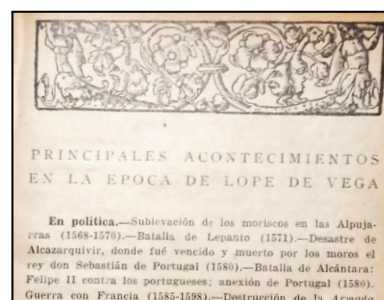 PRINCIPALES ACONTECIMIENTOS
EN LA EPOCA DE LOPE DE VEGA
En política.—Sublevación de los moriscos en las Alpuja-
rras (1568-1570).—Batalla de Lepanto (1571).—Desastre de
Alcazarquivir, donde fué vencido y muerto por los moros el
rey don Sebastián de Portugal (1580).—Batalla de Alcántara:
Felipe II contra los portugueses; anexión de Portugal (1580).
Guerra con Francia (1585-1598).—Destrucción de la Armada